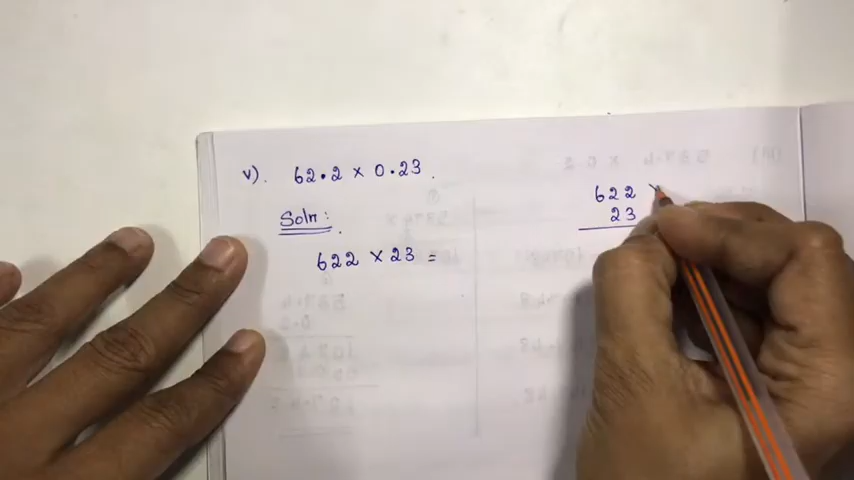 v). 62.2 × 0.23.
Soln:.
622 × 23 =
622 ×
23